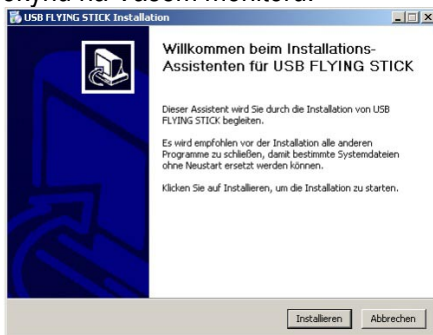 na
USB FLYING STICK Installation
Willkommen beim Installations-
Assistenten für USB FLYING STICK
Dieser Assistent wird Sie durch die Installation von USB
FLYING STICK begleiten.
Es wird empfohlen vor der Installation alle anderen
Programme zu schließen, damit bestimmte Systemdateien
ohne Neustart ersetzt werden können.
Klicken Sie auf Installieren, um die Installation zu starten.
Installieren
Abbrechen